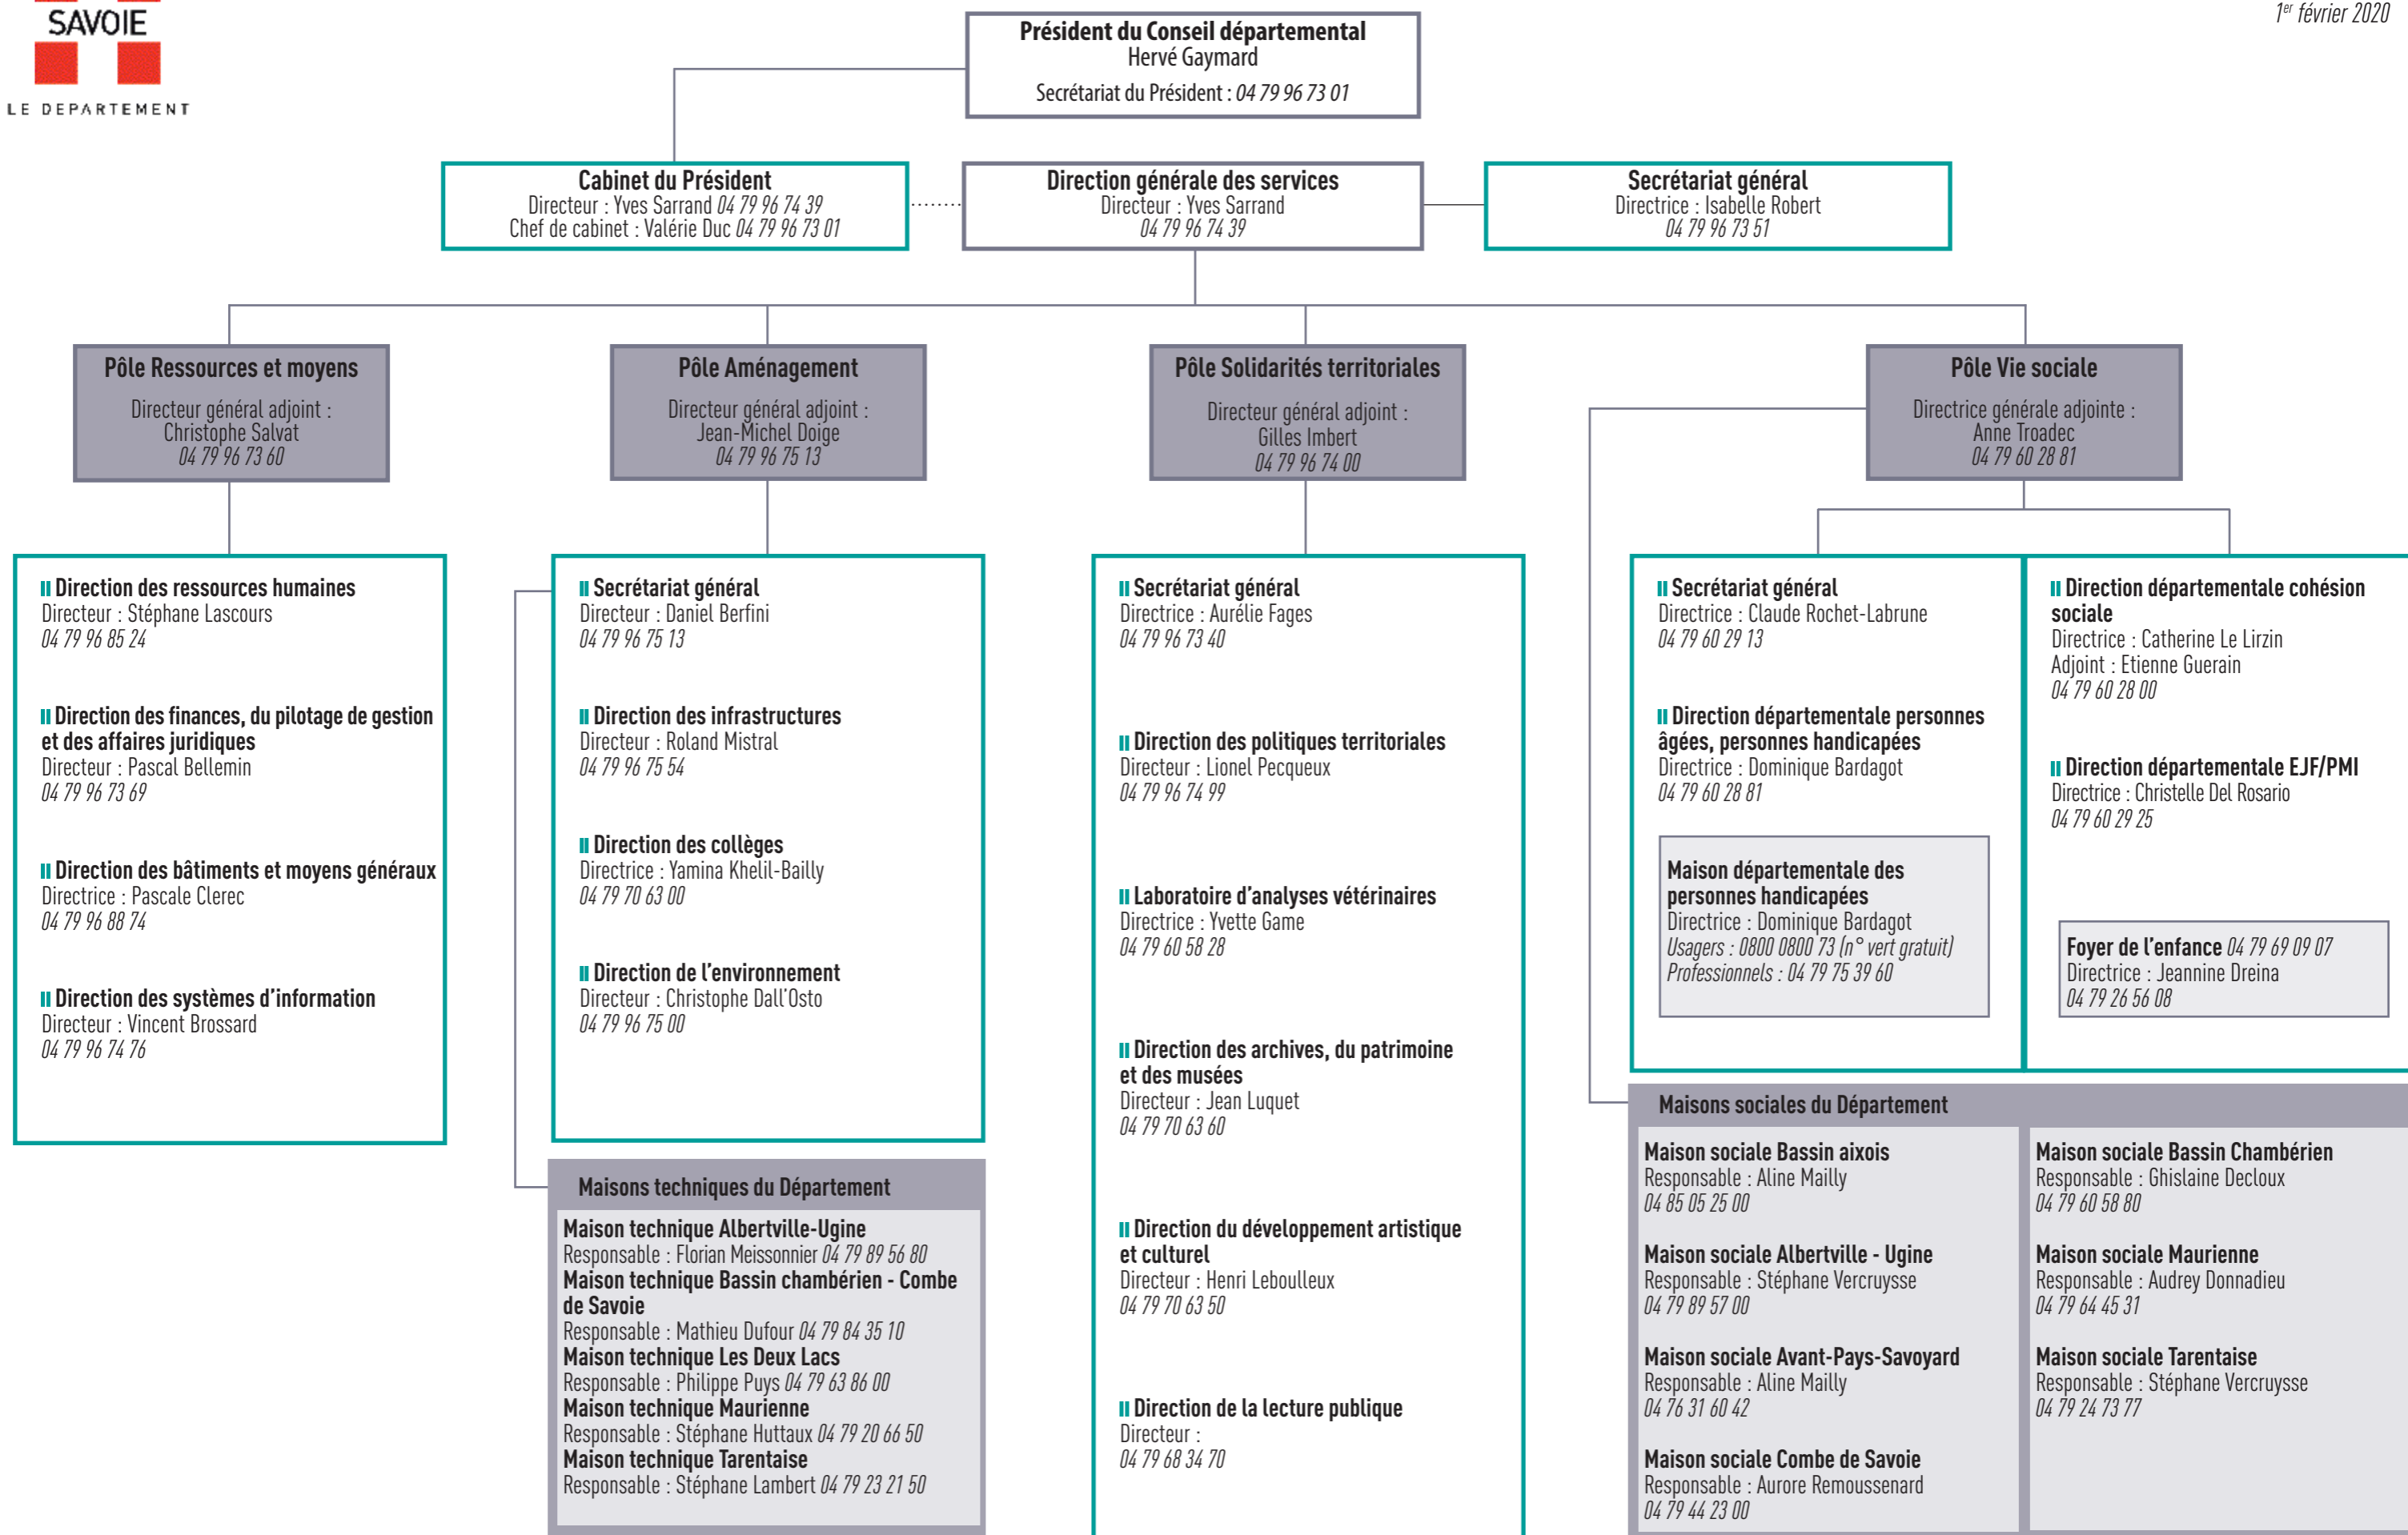 SAVOIE
LE DEPARTEMENT
1er février 2020
Président du Conseil départemental
Hervé Gaymard
Secrétariat du Président : 04 79 96 73 01
Cabinet du Président
Directeur : Yves Sarrand 04 79 96 74 39
Chef de cabinet : Valérie Duc 04 79 96 73 01
Direction générale des services
Directeur : Yves Sarrand
04 79 96 74 39
Secrétariat général
Directrice : Isabelle Robert
04 79 96 73 51
Pôle Ressources et moyens
Directeur général adjoint :
Christophe Salvat
04 79 96 73 60
Pôle Aménagement
Directeur général adjoint :
Jean-Michel Doige
04 79 96 75 13
Pôle Solidarités territoriales
Directeur général adjoint :
Gilles Imbert
04 79 96 74 00
Pôle Vie sociale
Directrice générale adjointe :
Anne Troadec
04 79 60 28 81
Direction des ressources humaines
Directeur : Stéphane Lascours
04 79 96 85 24
Direction des finances, du pilotage de gestion
et des affaires juridiques
Directeur : Pascal Bellemin
04 79 96 73 69
Direction des bâtiments et moyens généraux
Directrice : Pascale Clerec
04 79 96 88 74
Direction des systèmes d'information
Directeur : Vincent Brossard
04 79 96 74 76
Secrétariat général
Directeur : Daniel Berfini
04 79 96 75 13
Direction des infrastructures
Directeur : Roland Mistral
04 79 96 75 54
Direction des collèges
Directrice : Yamina Khelil-Bailly
04 79 70 63 00
Direction de l'environnement
Directeur : Christophe Dall'Osto
04 79 96 75 00
Maisons techniques du Département
Maison technique Albertville-Ugine
Responsable : Florian Meissonnier 04 79 89 56 80
Maison technique Bassin chambérien - Combe
de Savoie
Responsable : Mathieu Dufour 04 79 84 35 10
Maison technique Les Deux Lacs
Responsable : Philippe Puys 04 79 63 86 00
Maison technique Maurienne
Responsable : Stéphane Huttaux 04 79 20 66 50
Maison technique Tarentaise
Responsable : Stéphane Lambert 04 79 23 21 50
Secrétariat général
Directrice : Aurélie Fages
04 79 96 73 40
Direction des politiques territoriales
Directeur : Lionel Pecqueux
04 79 96 74 99
Laboratoire d'analyses vétérinaires
Directrice : Yvette Game
04 79 60 58 28
Direction des archives, du patrimoine
et des musées
Directeur : Jean Luquet
04 79 70 63 60
Direction du développement artistique
et culturel
Directeur : Henri Leboulleux
04 79 70 63 50
Direction de la lecture publique
Directeur :
04 79 68 34 70
Secrétariat général
Directrice : Claude Rochet-Labrune
04 79 60 29 13
Direction départementale personnes
âgées, personnes handicapées
Directrice : Dominique Bardagot
04 79 60 28 81
Maison départementale des
personnes handicapées
Directrice : Dominique Bardagot
Usagers : 0800 0800 73 (n° vert gratuit)
Professionnels : 04 79 75 39 60
Direction départementale cohésion
sociale
Directrice : Catherine Le Lirzin
Adjoint : Etienne Guerain
04 79 60 28 00
Direction départementale EJF/PMI
Directrice : Christelle Del Rosario
04 79 60 29 25
Foyer de l'enfance 04 79 69 09 07
Directrice : Jeannine Dreina
04 79 26 56 08
Maisons sociales du Département
Maison sociale Bassin aixois
Responsable : Aline Mailly
04 85 05 25 00
Maison sociale Albertville - Ugine
Responsable : Stéphane Vercruysse
04 79 89 57 00
Maison sociale Avant-Pays-Savoyard
Responsable : Aline Mailly
04 76 31 60 42
Maison sociale Combe de Savoie
Responsable : Aurore Remoussenard
04 79 44 23 00
Maison sociale Bassin Chambérien
Responsable : Ghislaine Decloux
04 79 60 58 80
Maison sociale Maurienne
Responsable : Audrey Donnadieu
04 79 64 45 31
Maison sociale Tarentaise
Responsable : Stéphane Vercruysse
04 79 24 73 77